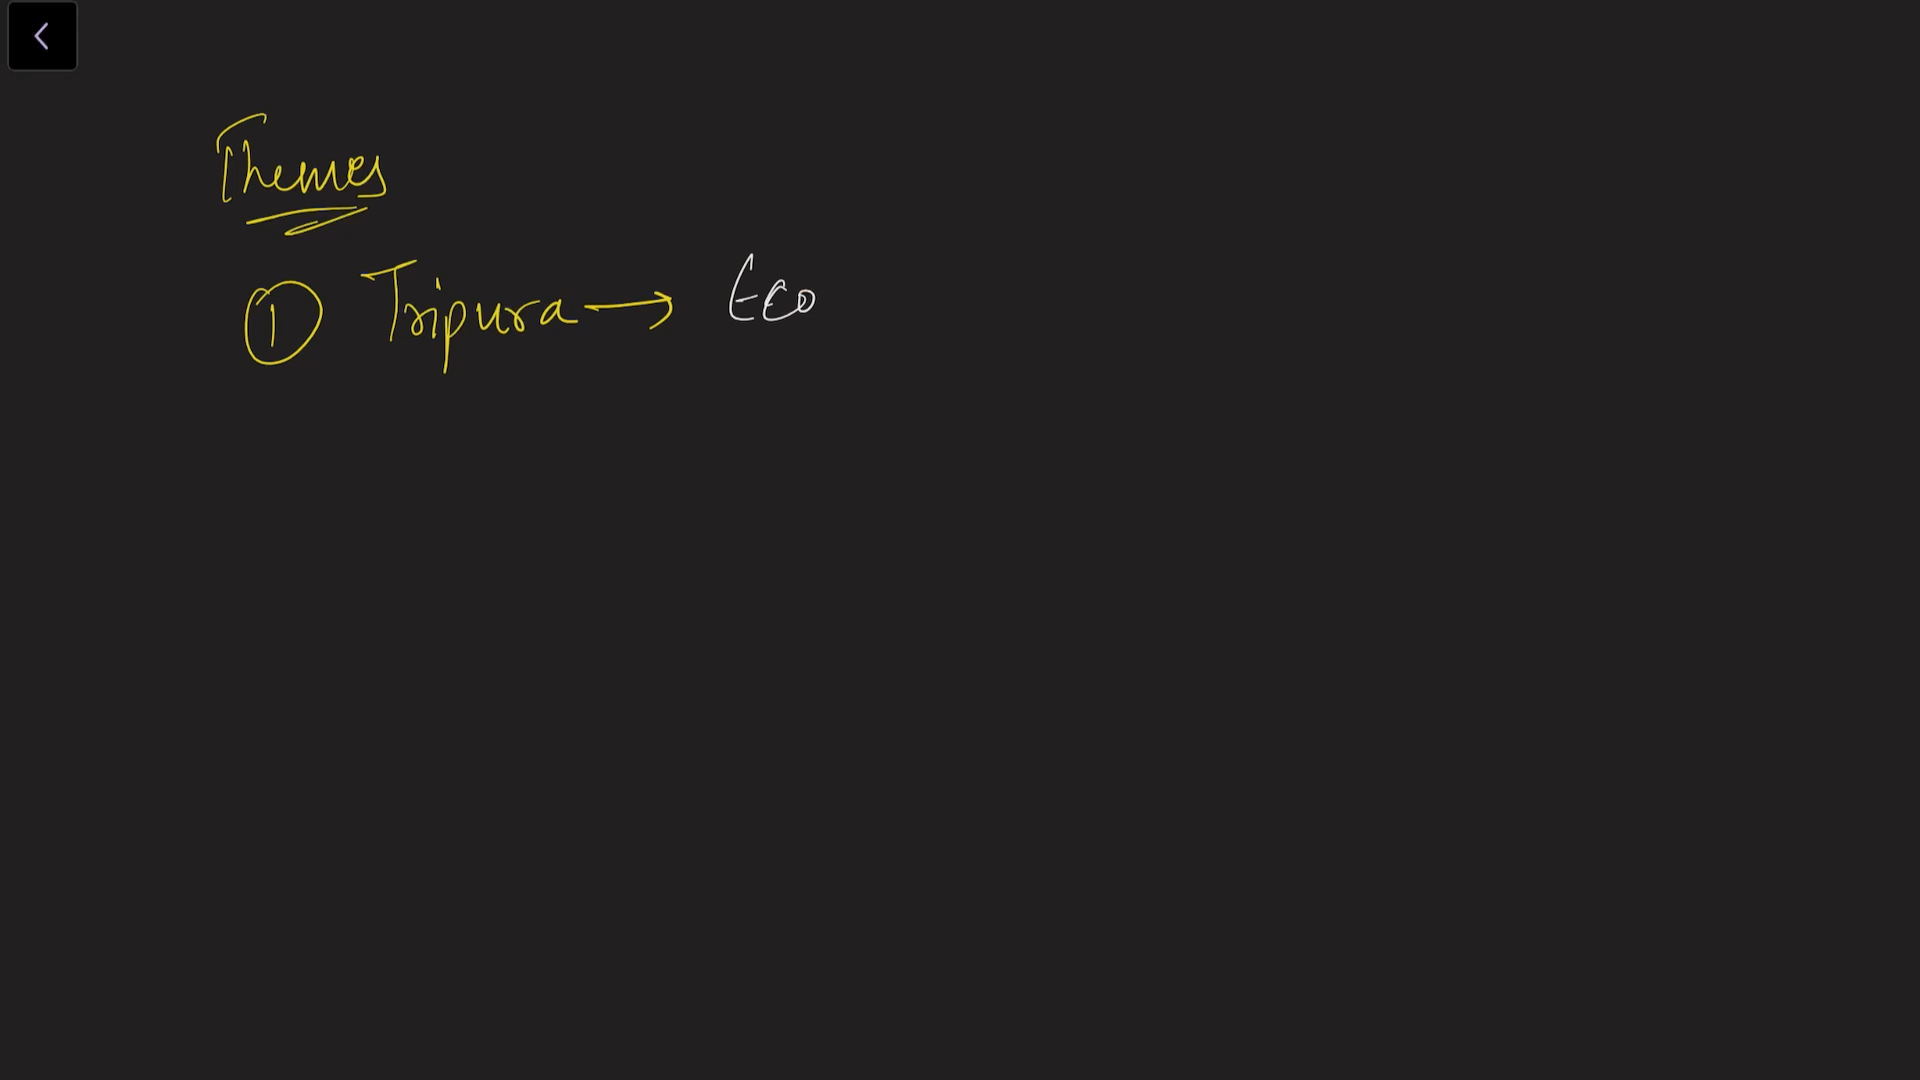 Themes
① Tripura → Eco